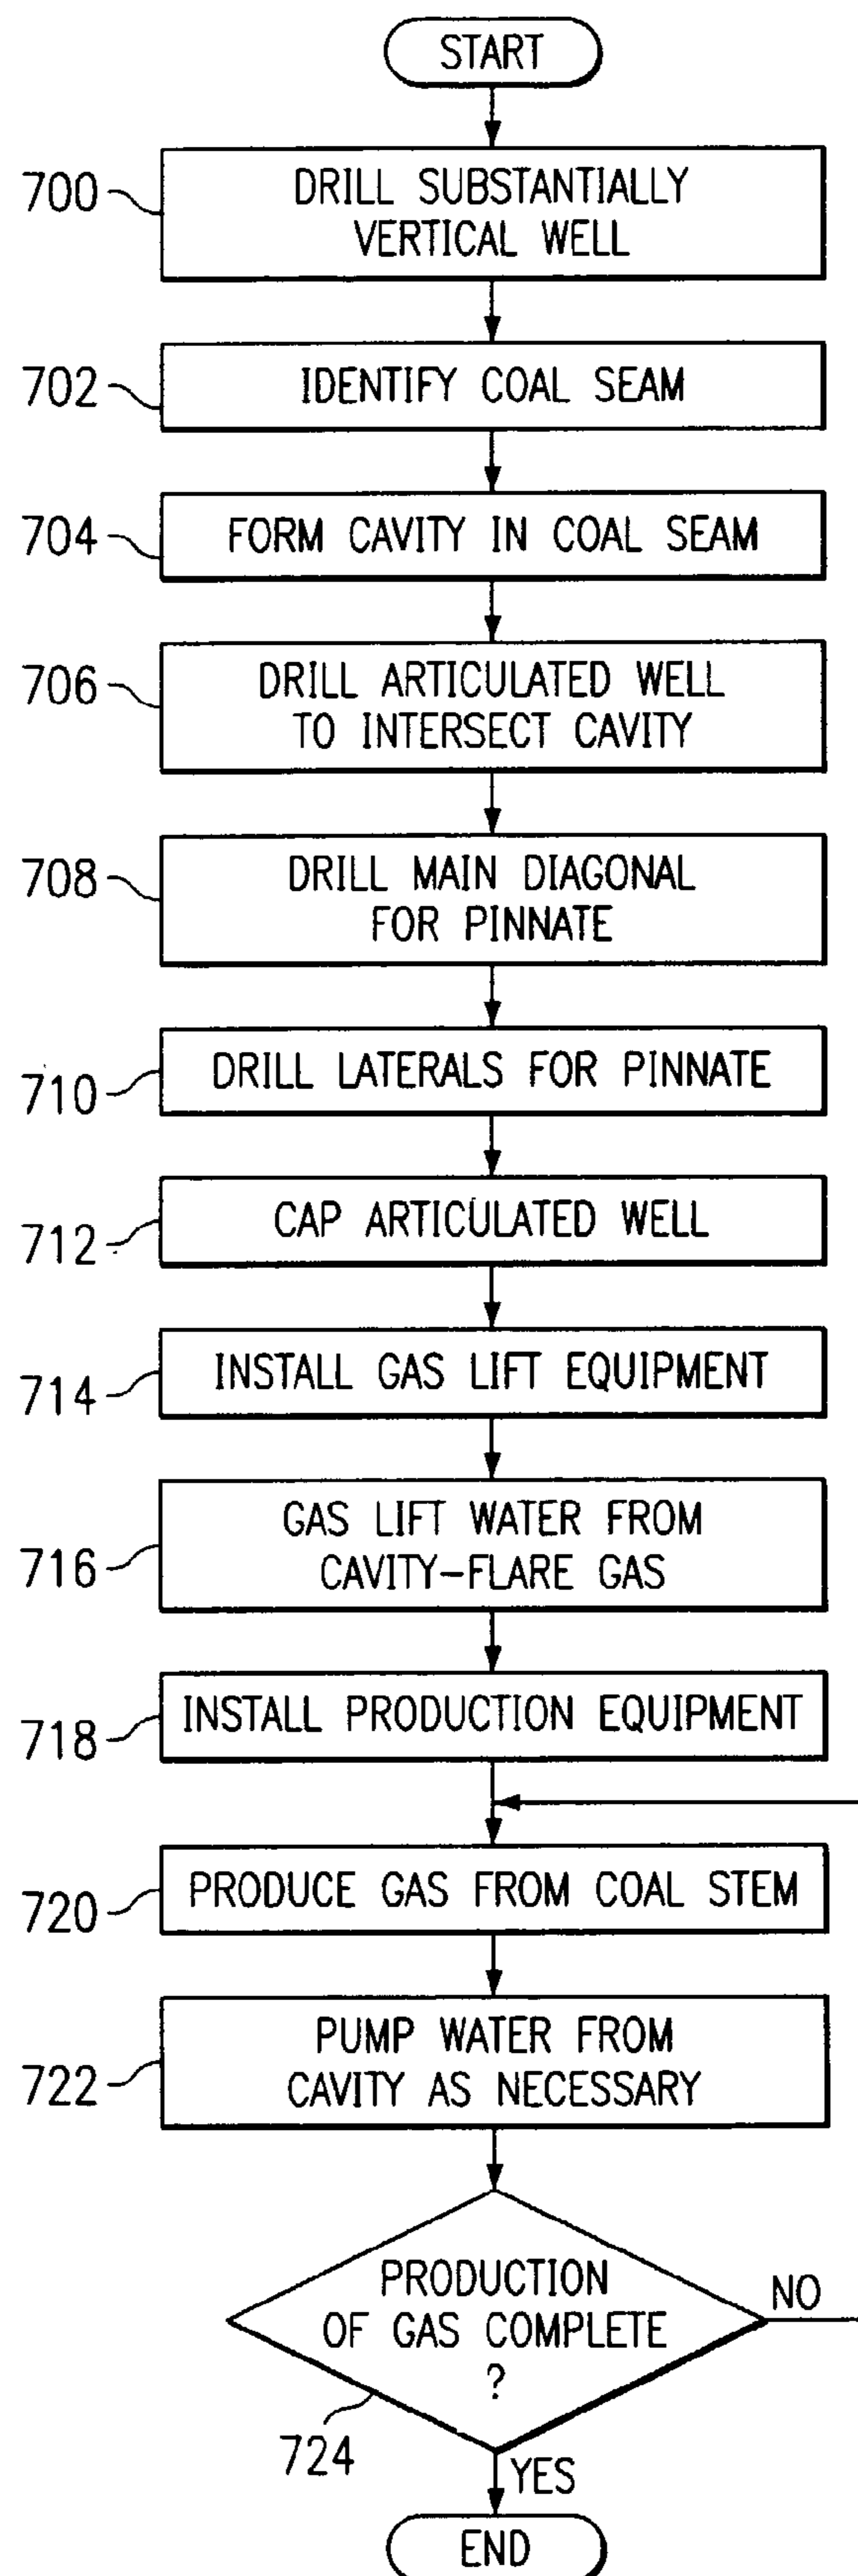 START
700
DRILL SUBSTANTIALLY
VERTICAL WELL
702
IDENTIFY COAL SEAM
704
FORM CAVITY IN COAL SEAM
706
DRILL ARTICULATED WELL
TO INTERSECT CAVITY
708
DRILL MAIN DIAGONAL
FOR PINNATE
710
DRILL LATERALS FOR PINNATE
712
CAP ARTICULATED WELL
714
INSTALL GAS LIFT EQUIPMENT
716
GAS LIFT WATER FROM
CAVITY-FLARE GAS
718
INSTALL PRODUCTION EQUIPMENT
720
PRODUCE GAS FROM COAL STEM
722
PUMP WATER FROM
CAVITY AS NECESSARY
PRODUCTION
OF GAS COMPLETE
?
NO
724
YES
END